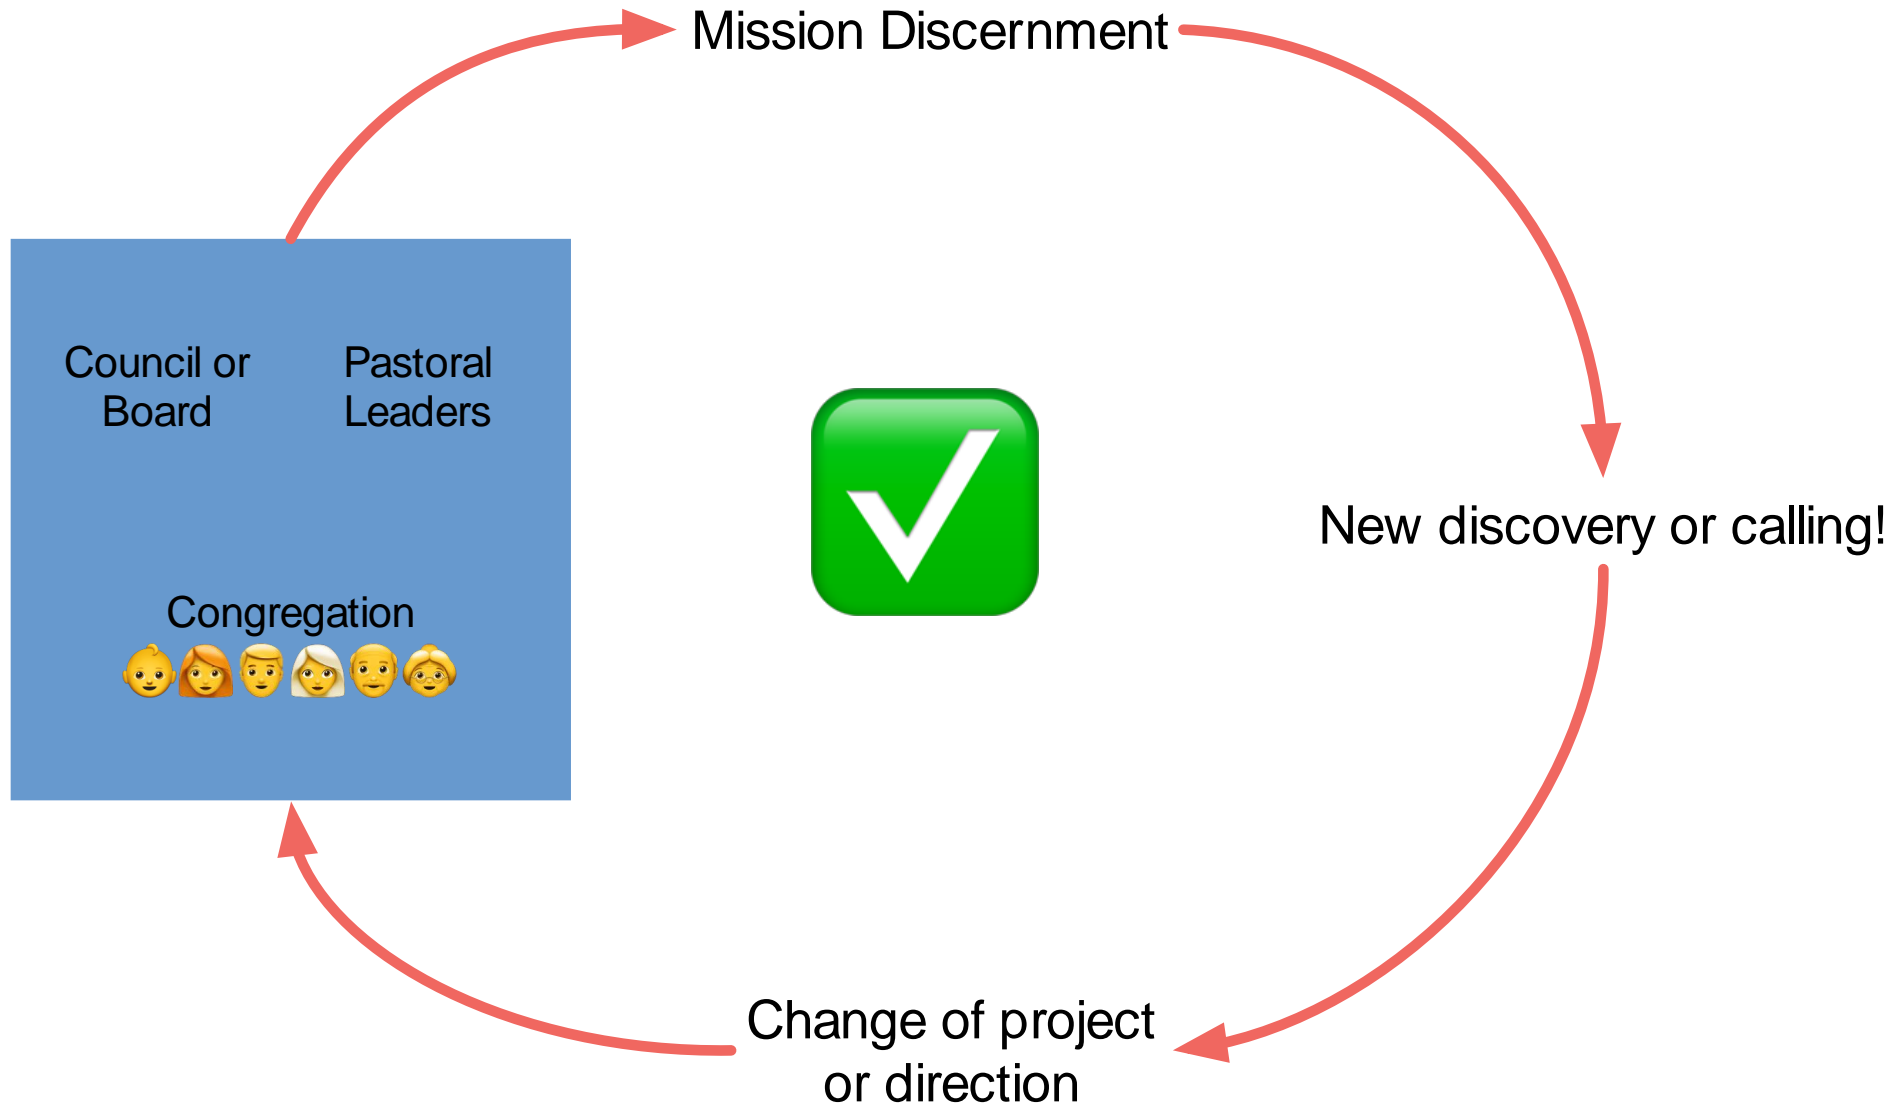 Mission Discernment
Council or
Board
Pastoral
Leaders
New discovery or calling!
Congregation
Change of project
or direction